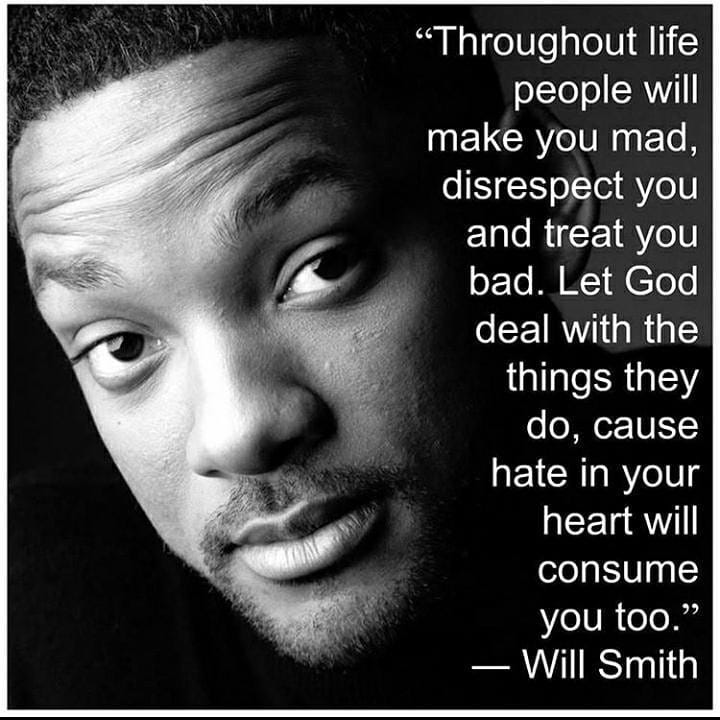 “Throughout life
people will
make you mad,
disrespect you
and treat you
bad. Let God
deal with the
things they
do, cause
hate in your
heart will
consume
you too.”
— Will Smith